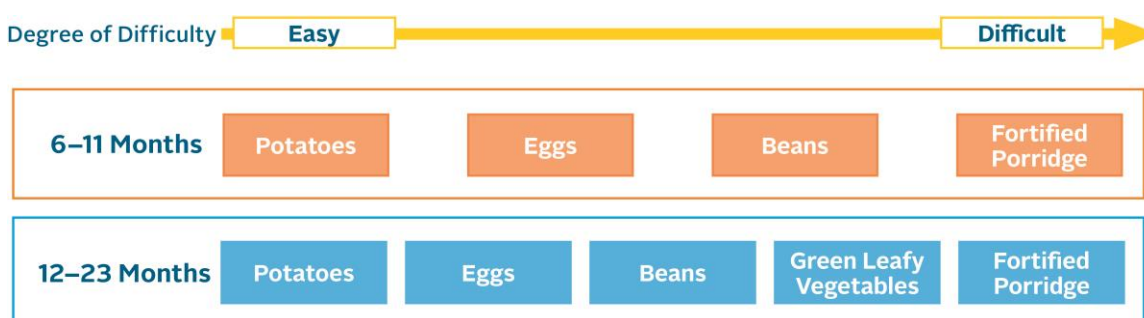 Degree of Difficulty Easy Difficult
6–11 Months Potatoes Eggs Beans Fortified Porridge
12–23 Months Potatoes Eggs Beans Green Leafy Vegetables Fortified Porridge